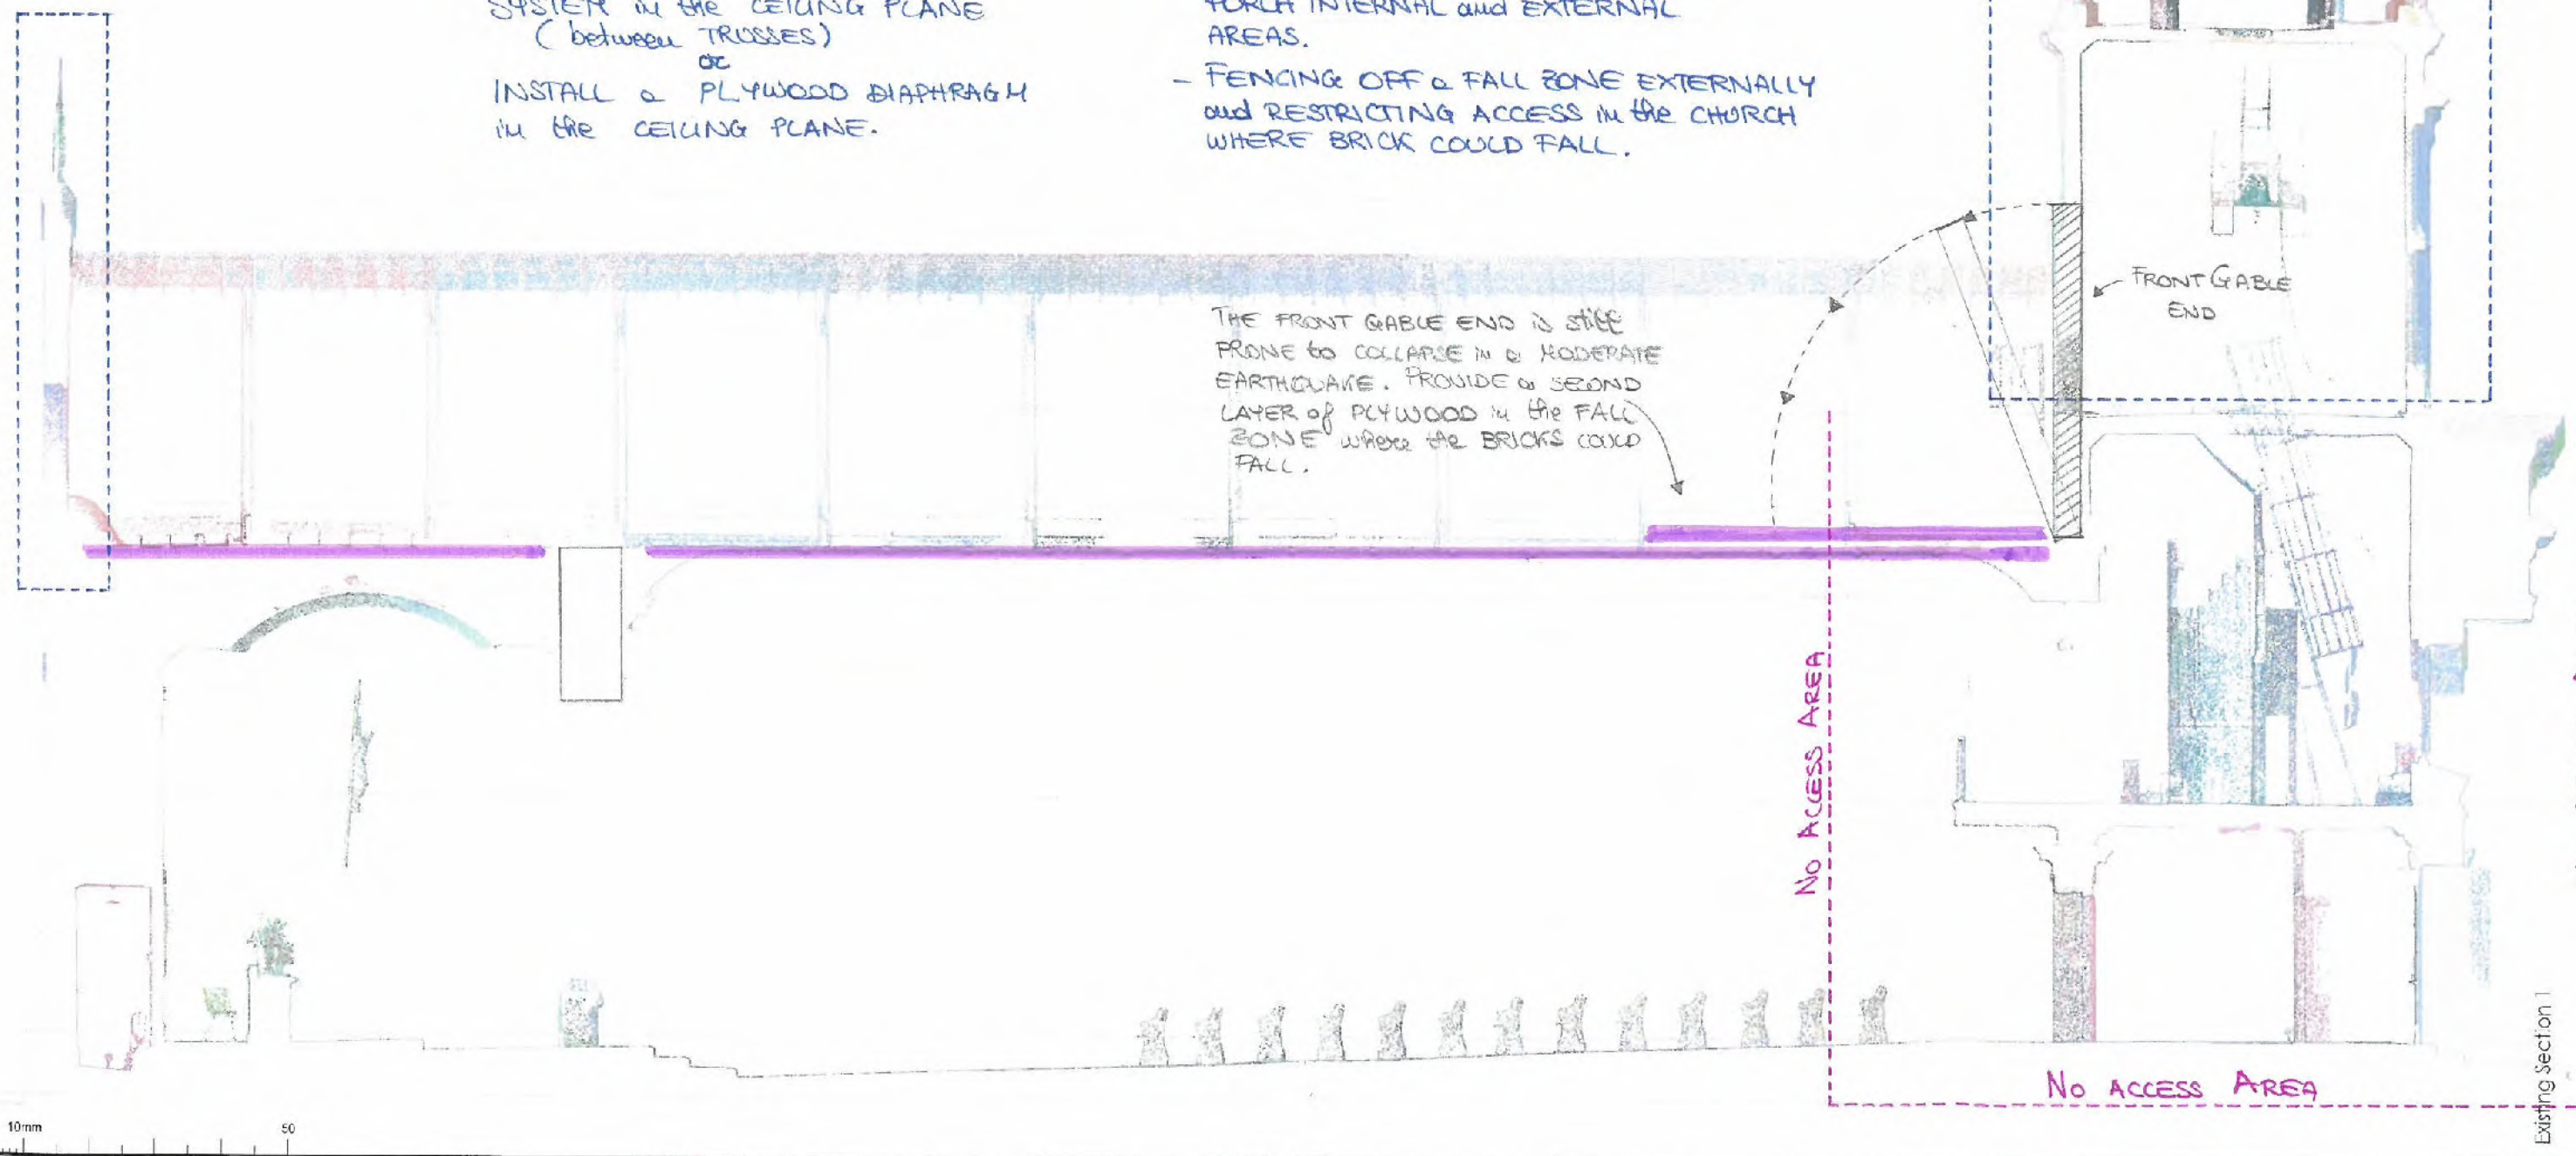 SYSTEM in the CEILING PLANE
(between TRUSSES)
or
INSTALL a PLYWOOD DIAPHRAGM
in the CEILING PLANE.
PORCH INTERNAL and EXTERNAL
AREAS.
- FENCING OFF a FALL ZONE EXTERNALLY
and RESTRICTING ACCESS in the CHURCH
WHERE BRICK COULD FALL.
FRONT GABLE
END
THE FRONT GABLE END is still
PRONE to COLLAPSE in a MODERATE
EARTHQUAKE. PROVIDE a SECOND
LAYER of PLYWOOD in the FALL
ZONE where the BRICKS COULD
FALL.
NO ACCESS AREA
NO ACCESS AREA
10mm
50
Existing Section 1